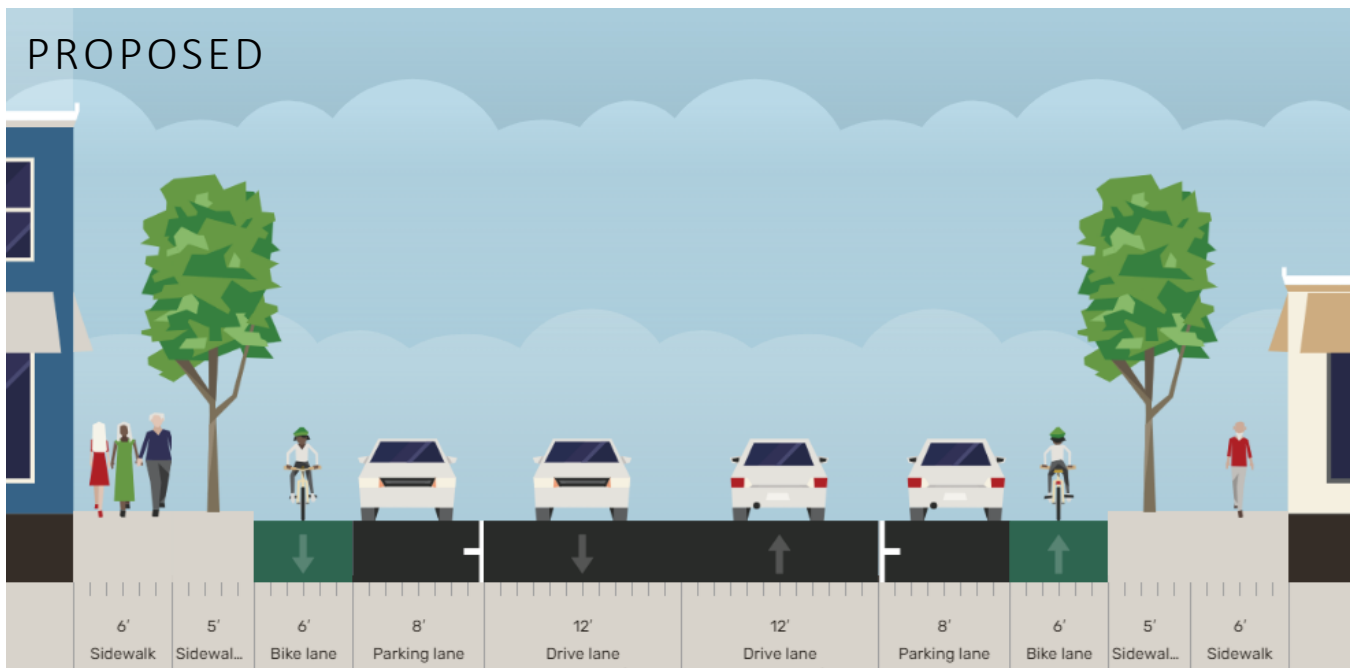 PROPOSED
6' 5' 6' 8' 12' 12' 8' 6' 5' 6'
Sidewalk Sidewal... Bike lane Parking lane Drive lane Drive lane Parking lane Bike lane Sidewal... Sidewalk